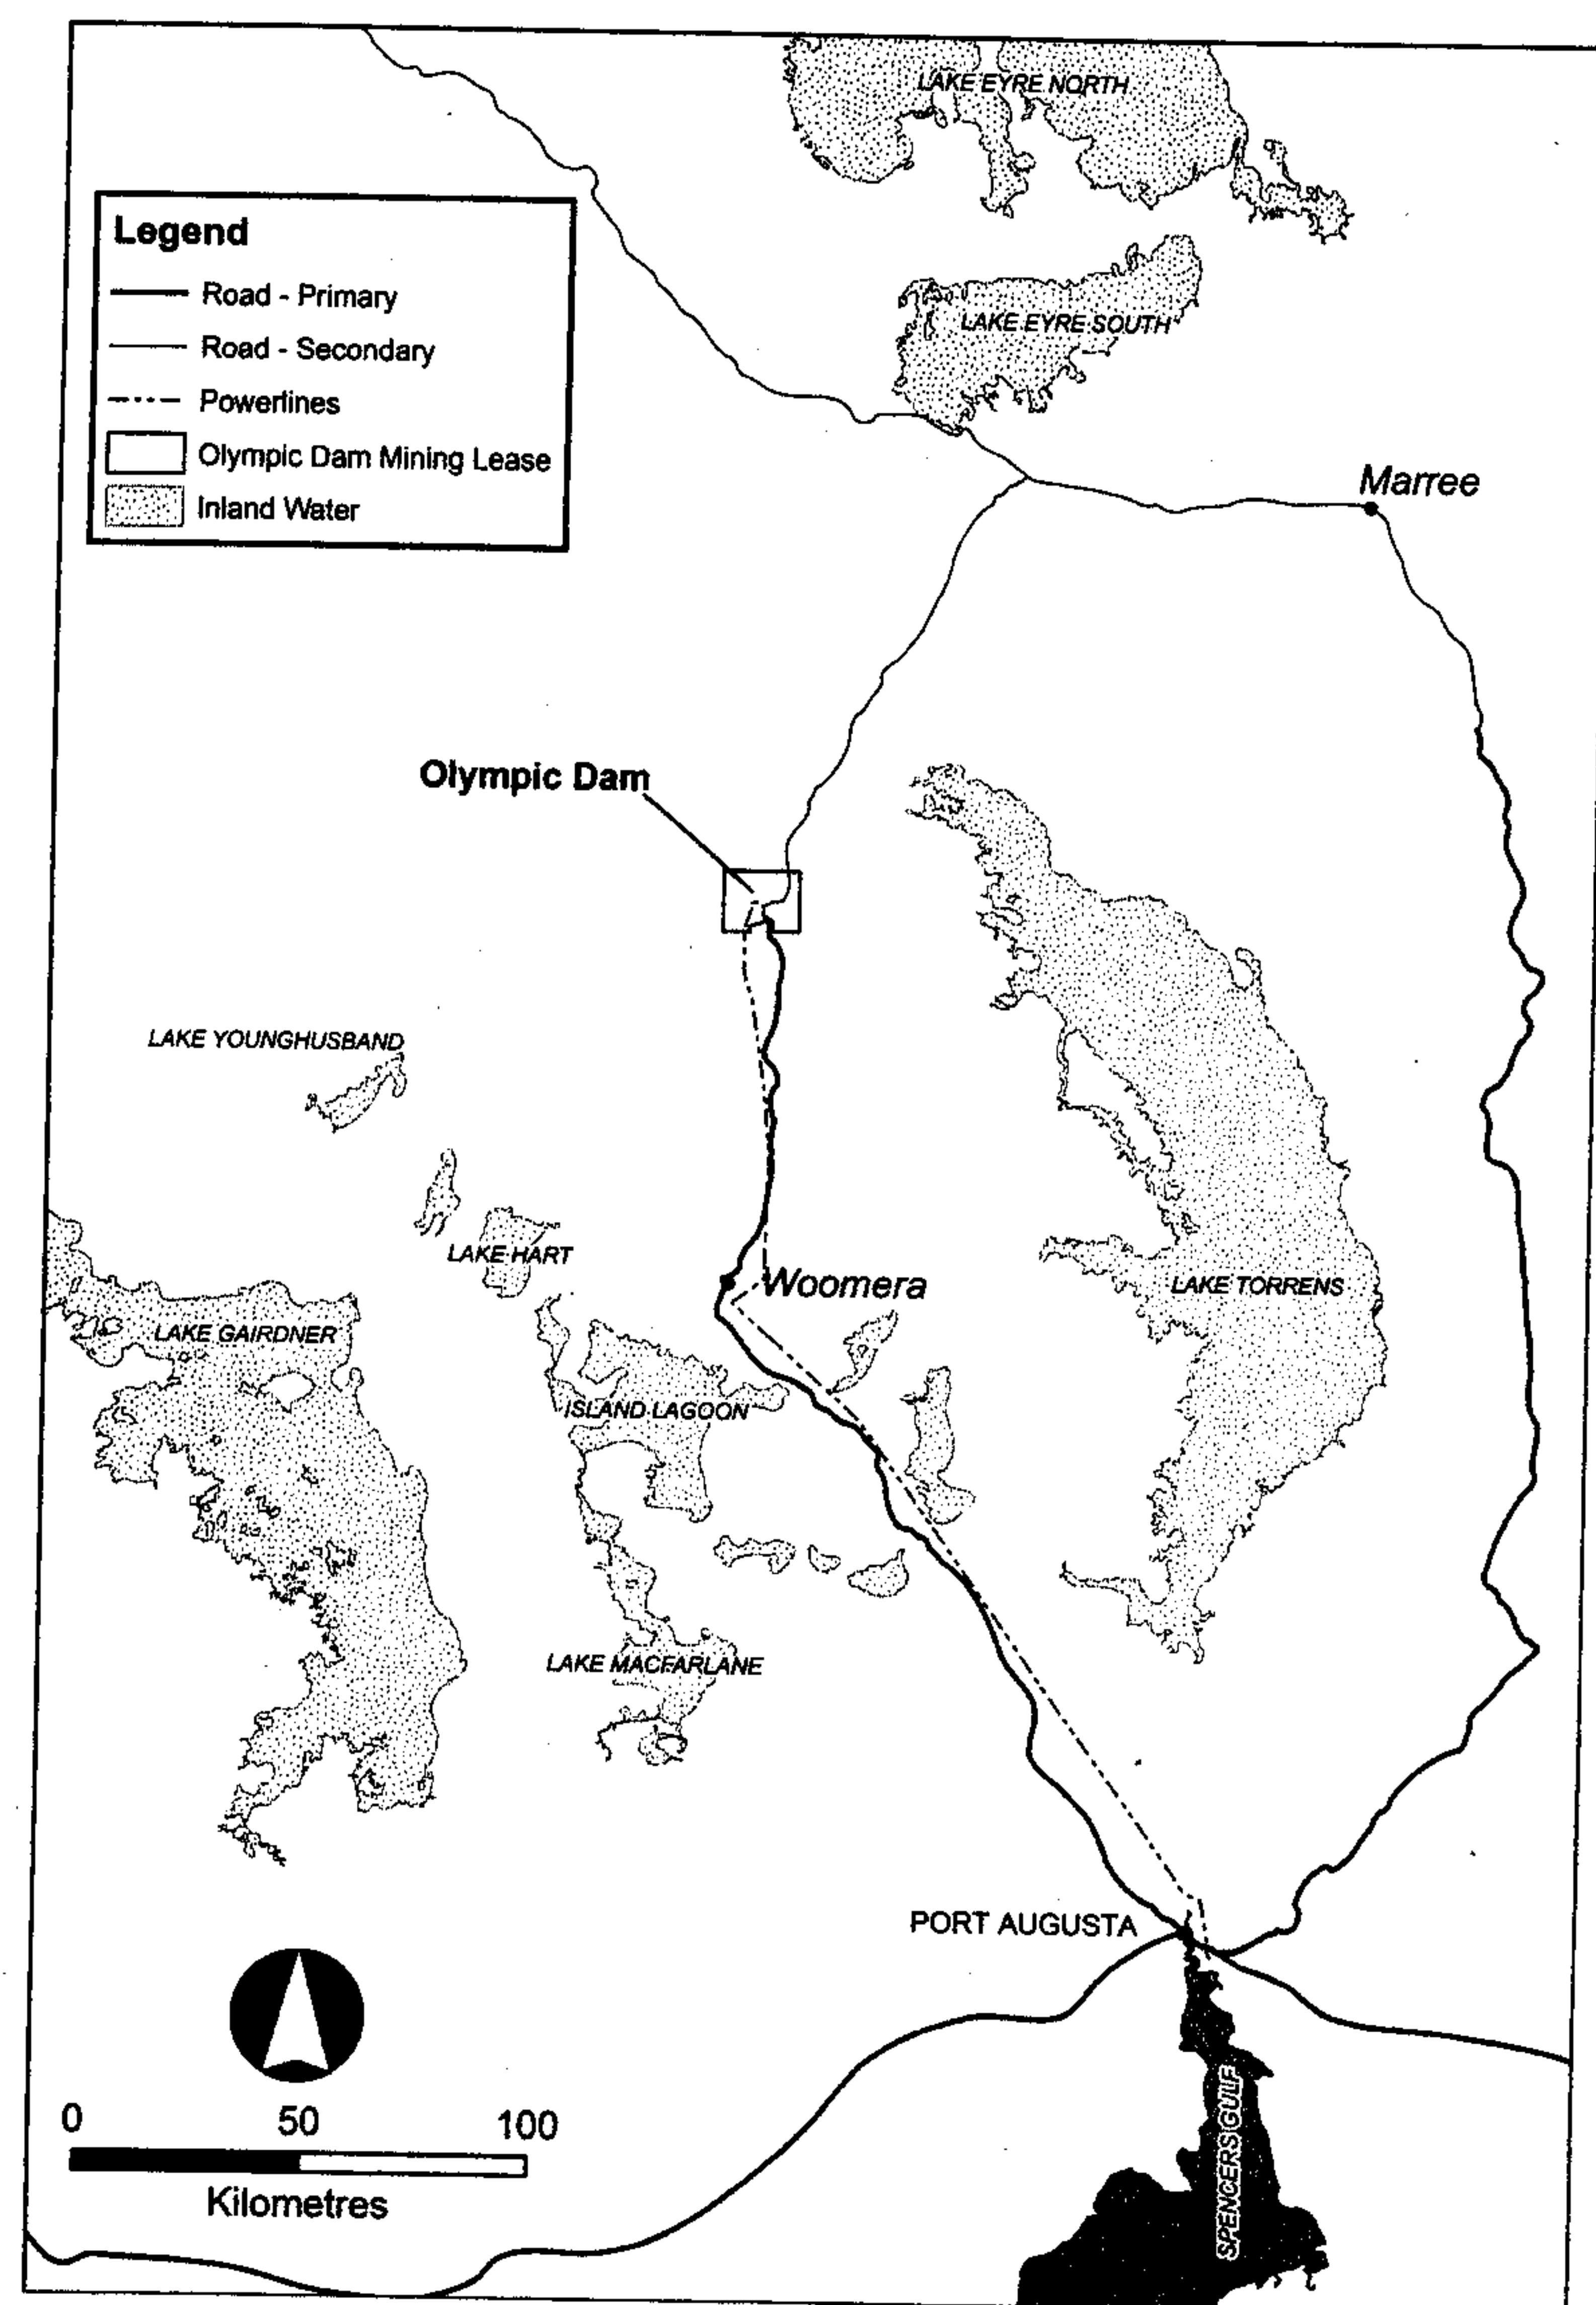 LAKE EYRE NORTH
Legend
Road - Primary
Road - Secondary
Powerlines
Olympic Dam Mining Lease
Inland Water
LAKE EYRE SOUTH
Marree
Olympic Dam
LAKE YOUNGHUSBAND
LAKE HART
Woomera
LAKE TORRENS
LAKE GAIRDNER
ISLAND LAGOON
LAKE MACFARLANE
PORT AUGUSTA
SPENCERS GULF
0 50 100
Kilometres